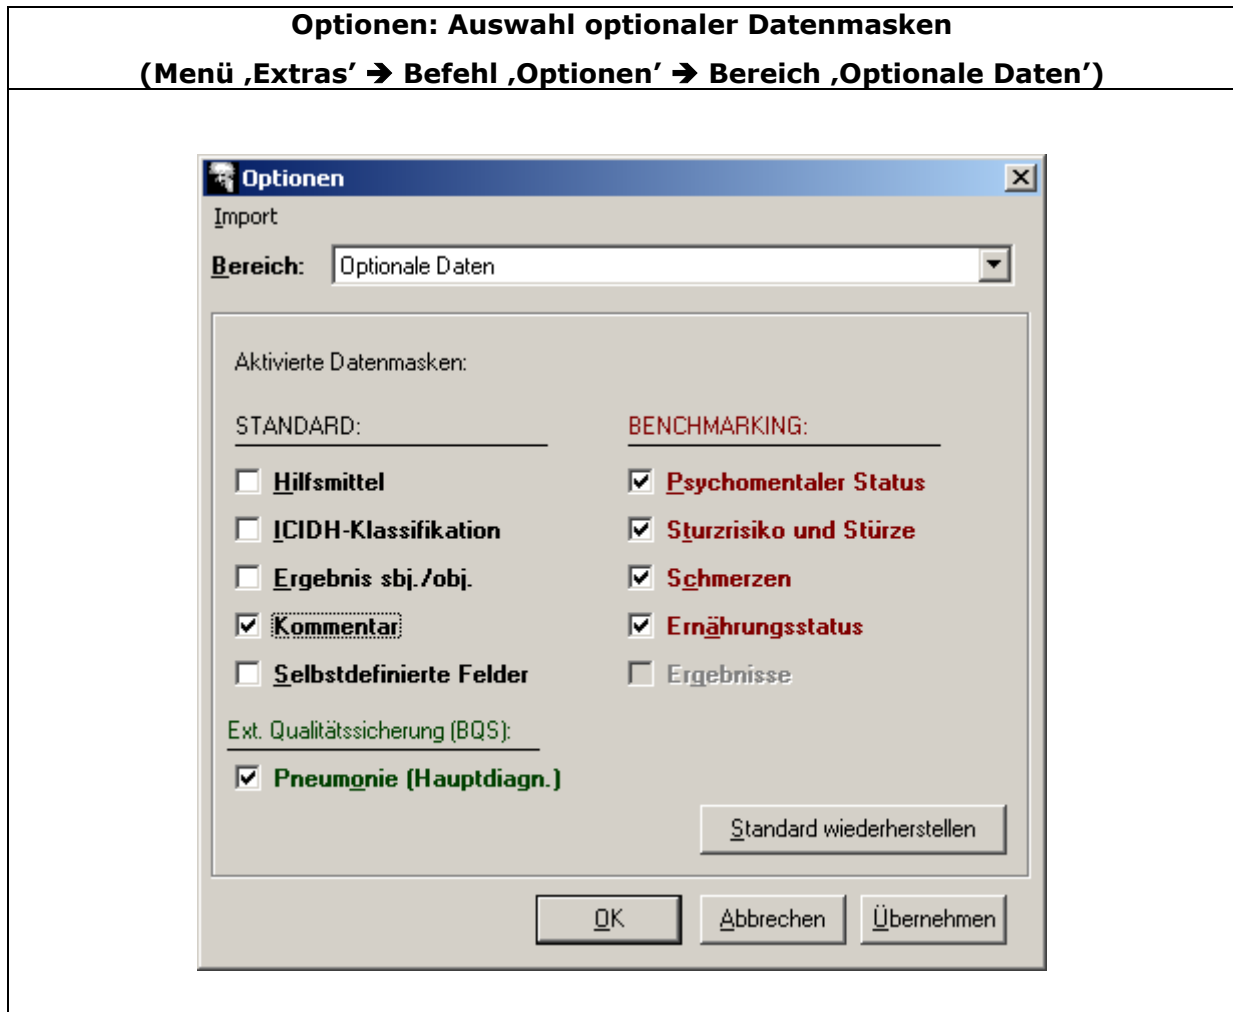 Optionen: Auswahl optionaler Datenmasken
(Menü ‚Extras’ ➔ Befehl ‚Optionen’ ➔ Bereich ‚Optionale Daten’)
Optionen
Import
Bereich: Optionale Daten
Aktivierte Datenmasken:
STANDARD:
Hilfsmittel
ICIDH-Klassifikation
Ergebnis sbj./obj.
Kommentar
Selbstdefinierte Felder
Ext. Qualitätssicherung (BQS):
Pneumonie (Hauptdiagn.)
BENCHMARKING:
Psychomentaler Status
Sturzrisiko und Stürze
Schmerzen
Ernährungsstatus
Ergebnisse
Standard wiederherstellen
OK Abbrechen Übernehmen